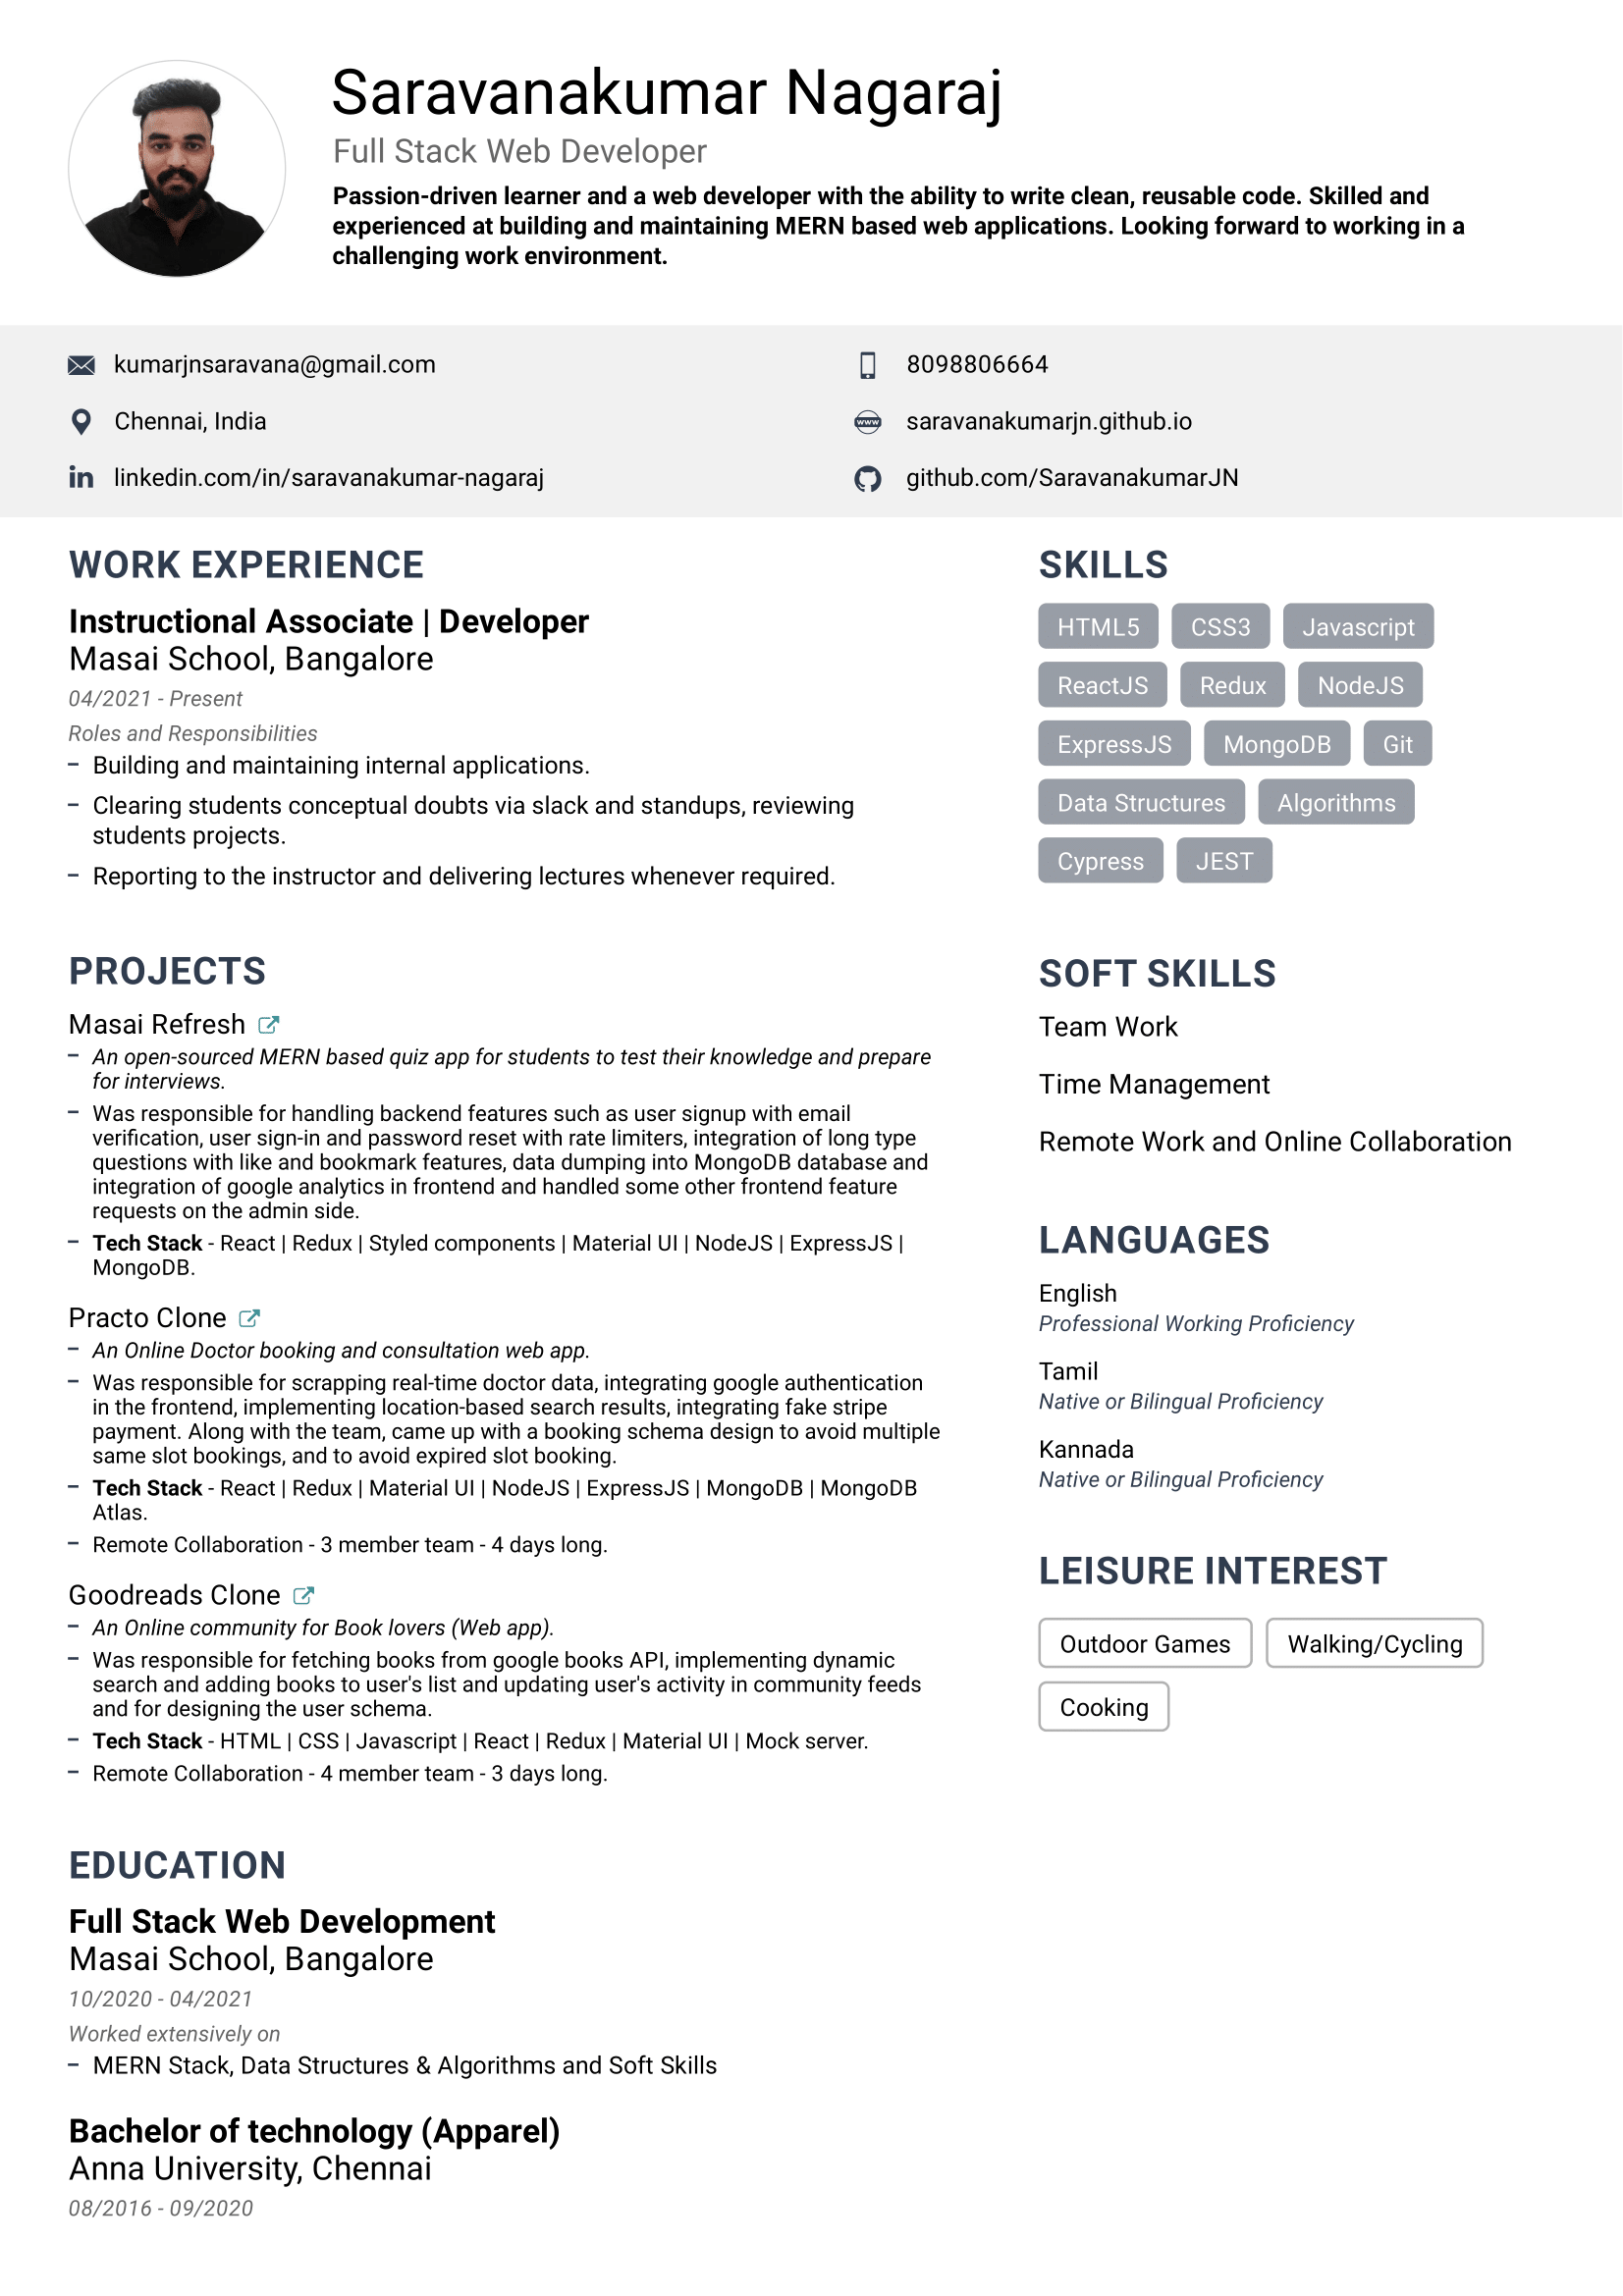 Saravanakumar Nagaraj
Full Stack Web Developer
Passion-driven learner and a web developer with the ability to write clean, reusable code. Skilled and
experienced at building and maintaining MERN based web applications. Looking forward to working in a
challenging work environment.
kumarjnsaravana@gmail.com
8098806664
Chennai, India
saravanakumarjn.github.io
linkedin.com/in/saravanakumar-nagaraj
github.com/SaravanakumarJN
WORK EXPERIENCE
Instructional Associate | Developer
Masai School, Bangalore
04/2021 - Present
Roles and Responsibilities
– Building and maintaining internal applications.
– Clearing students conceptual doubts via slack and standups, reviewing
students projects.
– Reporting to the instructor and delivering lectures whenever required.
PROJECTS
Masai Refresh
– An open-sourced MERN based quiz app for students to test their knowledge and prepare
for interviews.
– Was responsible for handling backend features such as user signup with email
verification, user sign-in and password reset with rate limiters, integration of long type
questions with like and bookmark features, data dumping into MongoDB database and
integration of google analytics in frontend and handled some other frontend feature
requests on the admin side.
– Tech Stack - React | Redux | Styled components | Material UI | NodeJS | ExpressJS |
MongoDB.
Practo Clone
– An Online Doctor booking and consultation web app.
– Was responsible for scrapping real-time doctor data, integrating google authentication
in the frontend, implementing location-based search results, integrating fake stripe
payment. Along with the team, came up with a booking schema design to avoid multiple
same slot bookings, and to avoid expired slot booking.
– Tech Stack - React | Redux | Material UI | NodeJS | ExpressJS | MongoDB | MongoDB
Atlas.
– Remote Collaboration - 3 member team - 4 days long.
Goodreads Clone
– An Online community for Book lovers (Web app).
– Was responsible for fetching books from google books API, implementing dynamic
search and adding books to user's list and updating user's activity in community feeds
and for designing the user schema.
– Tech Stack - HTML | CSS | Javascript | React | Redux | Material UI | Mock server.
– Remote Collaboration - 4 member team - 3 days long.
EDUCATION
Full Stack Web Development
Masai School, Bangalore
10/2020 - 04/2021
Worked extensively on
– MERN Stack, Data Structures & Algorithms and Soft Skills
Bachelor of technology (Apparel)
Anna University, Chennai
08/2016 - 09/2020
SKILLS
HTML5 CSS3 Javascript
ReactJS Redux NodeJS
ExpressJS MongoDB Git
Data Structures Algorithms
Cypress JEST
SOFT SKILLS
Team Work
Time Management
Remote Work and Online Collaboration
LANGUAGES
English
Professional Working Proficiency
Tamil
Native or Bilingual Proficiency
Kannada
Native or Bilingual Proficiency
LEISURE INTEREST
Outdoor Games Walking/Cycling
Cooking